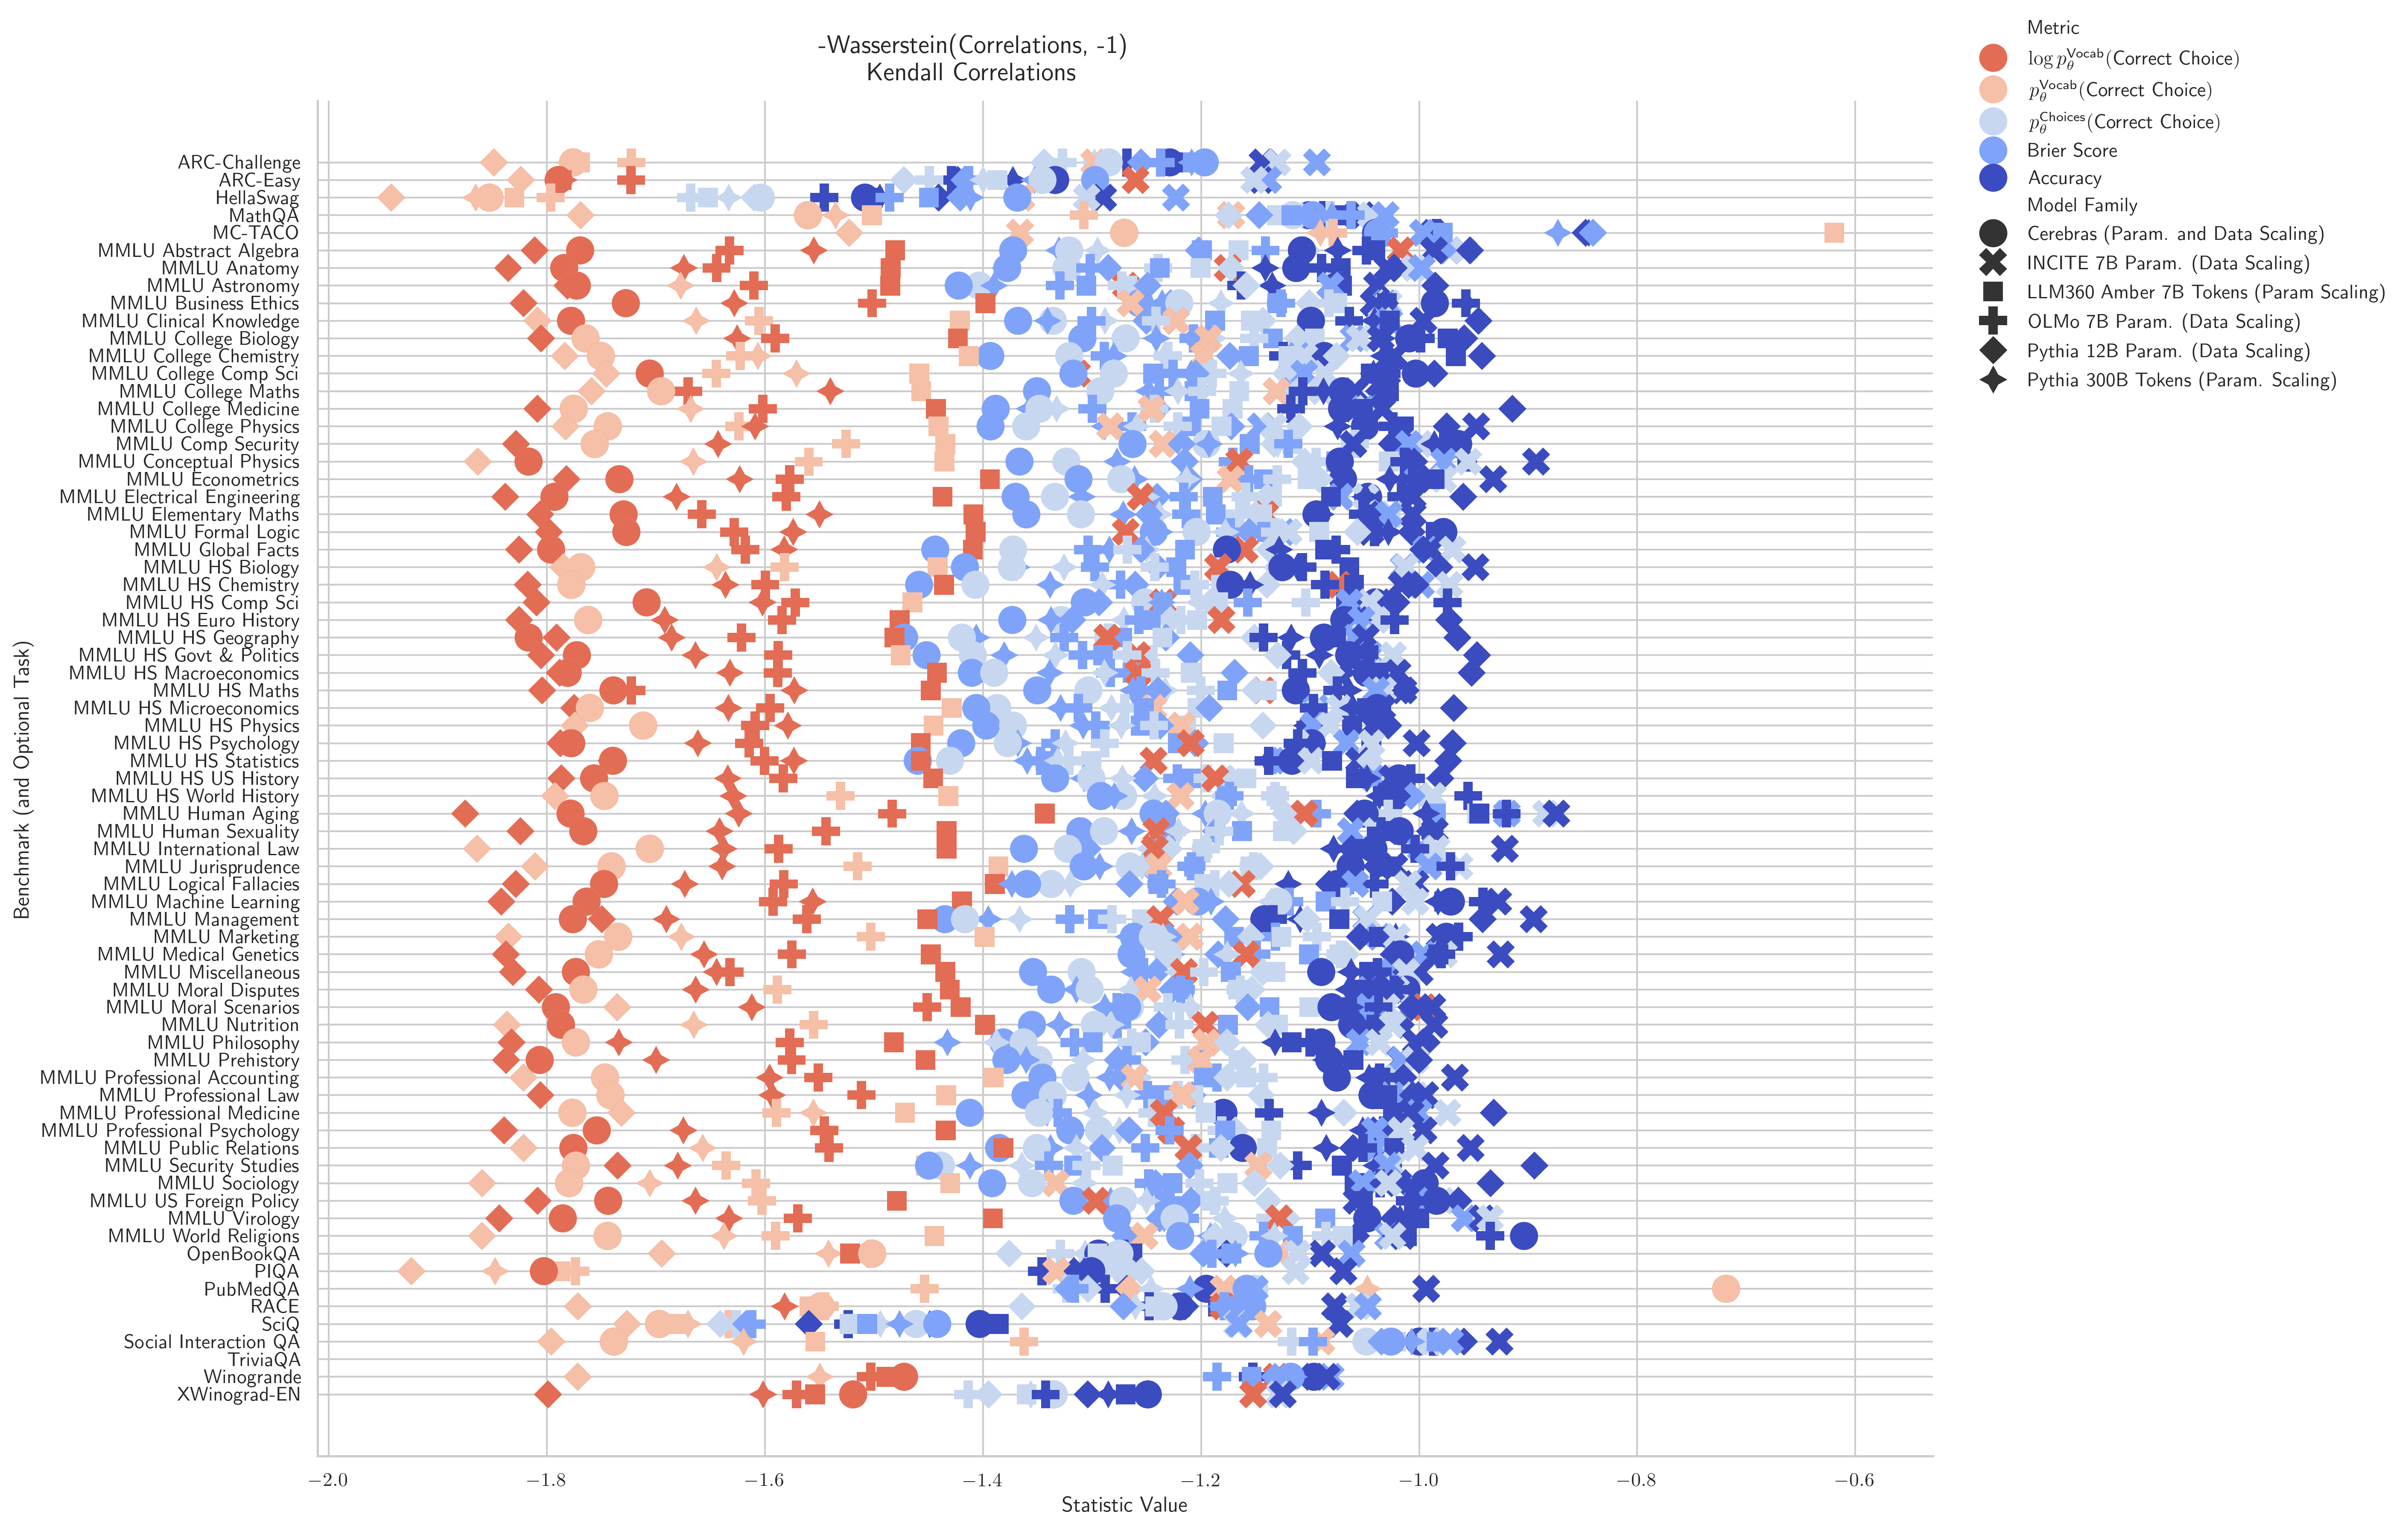 -Wasserstein(Correlations, -1)
Kendall Correlations
Metric
log p_θ^Vocab(Correct Choice)
p_θ^Vocab(Correct Choice)
p_θ^Choices(Correct Choice)
Brier Score
Accuracy
Model Family
Cerebras (Param. and Data Scaling)
INCITE 7B Param. (Data Scaling)
LLM360 Amber 7B Tokens (Param Scaling)
OLMo 7B Param. (Data Scaling)
Pythia 12B Param. (Data Scaling)
Pythia 300B Tokens (Param. Scaling)
Benchmark (and Optional Task)
ARC-Challenge
ARC-Easy
HellaSwag
MathQA
MC-TACO
MMLU Abstract Algebra
MMLU Anatomy
MMLU Astronomy
MMLU Business Ethics
MMLU Clinical Knowledge
MMLU College Biology
MMLU College Chemistry
MMLU College Comp Sci
MMLU College Maths
MMLU College Medicine
MMLU College Physics
MMLU Comp Security
MMLU Conceptual Physics
MMLU Econometrics
MMLU Electrical Engineering
MMLU Elementary Maths
MMLU Formal Logic
MMLU Global Facts
MMLU HS Biology
MMLU HS Chemistry
MMLU HS Comp Sci
MMLU HS Euro History
MMLU HS Geography
MMLU HS Govt & Politics
MMLU HS Macroeconomics
MMLU HS Maths
MMLU HS Microeconomics
MMLU HS Physics
MMLU HS Psychology
MMLU HS Statistics
MMLU HS US History
MMLU HS World History
MMLU Human Aging
MMLU Human Sexuality
MMLU International Law
MMLU Jurisprudence
MMLU Logical Fallacies
MMLU Machine Learning
MMLU Management
MMLU Marketing
MMLU Medical Genetics
MMLU Miscellaneous
MMLU Moral Disputes
MMLU Moral Scenarios
MMLU Nutrition
MMLU Philosophy
MMLU Prehistory
MMLU Professional Accounting
MMLU Professional Law
MMLU Professional Medicine
MMLU Professional Psychology
MMLU Public Relations
MMLU Security Studies
MMLU Sociology
MMLU US Foreign Policy
MMLU Virology
MMLU World Religions
OpenBookQA
PIQA
PubMedQA
RACE
SciQ
Social Interaction QA
TriviaQA
Winogrande
XWinograd-EN
−2.0 −1.8 −1.6 −1.4 −1.2 −1.0 −0.8 −0.6
Statistic Value